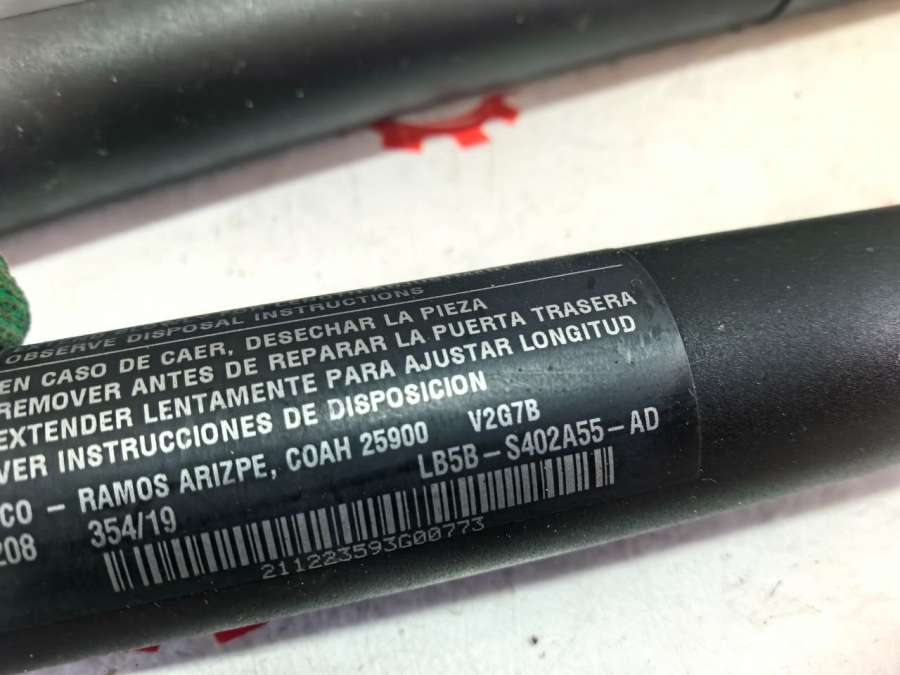 OBSERVE DISPOSAL INSTRUCTIONS
EN CASO DE CAER, DESECHAR LA PIEZA
REMOVER ANTES DE REPARAR LA PUERTA TRASERA
EXTENDER LENTAMENTE PARA AJUSTAR LONGITUD
VER INSTRUCCIONES DE DISPOSICION
CO - RAMOS ARIZPE, COAH 25900 V2G7B
208 354/19 LB5B-S402A55-AD
211223593G00773